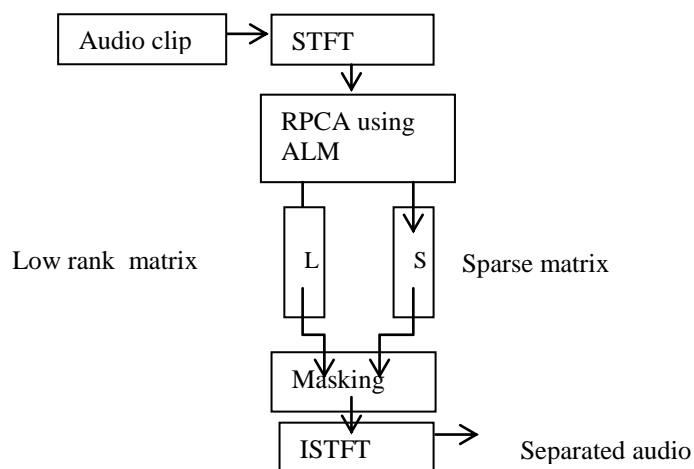 Audio clip
STFT
RPCA using
ALM
Low rank matrix
L
S
Sparse matrix
Masking
ISTFT
Separated audio